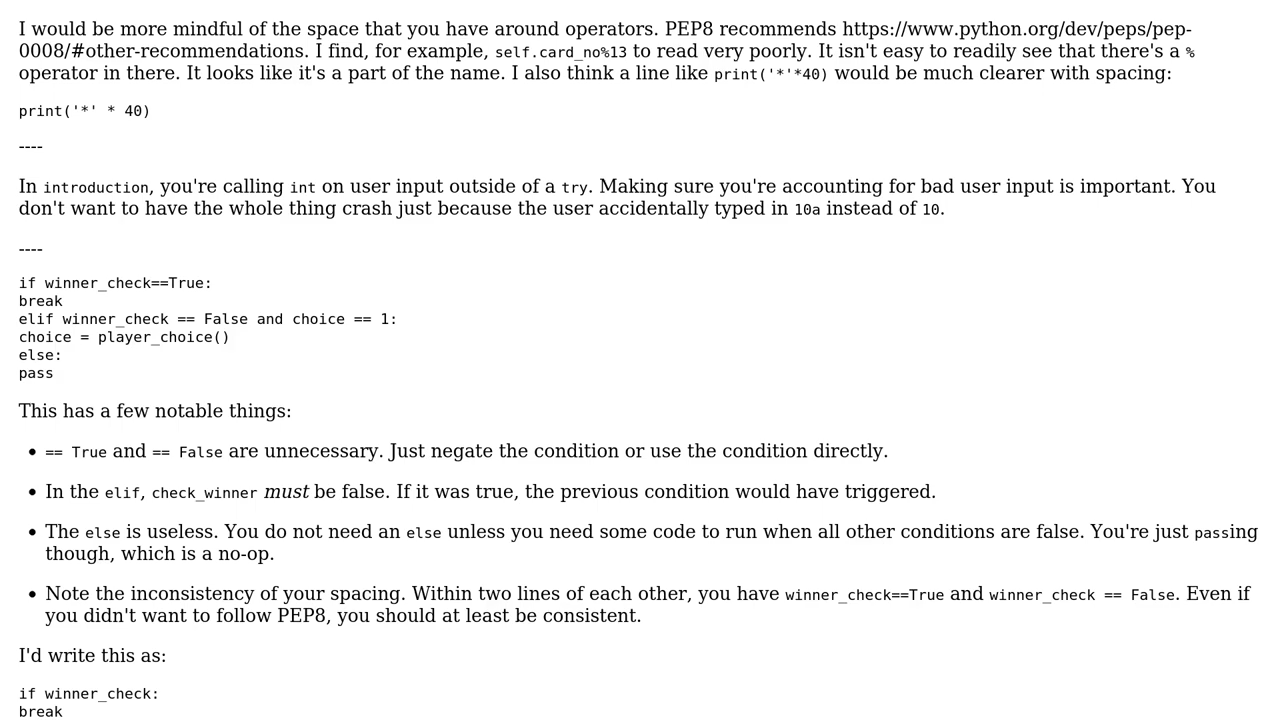 I would be more mindful of the space that you have around operators. PEP8 recommends https://www.python.org/dev/peps/pep-
0008/#other-recommendations. I find, for example, self.card_no%13 to read very poorly. It isn't easy to readily see that there's a %
operator in there. It looks like it's a part of the name. I also think a line like print('*'*40) would be much clearer with spacing:
print('*' * 40)
----
In introduction, you're calling int on user input outside of a try. Making sure you're accounting for bad user input is important. You
don't want to have the whole thing crash just because the user accidentally typed in 10a instead of 10.
----
if winner_check==True:
break
elif winner_check == False and choice == 1:
choice = player_choice()
else:
pass
This has a few notable things:
• == True and == False are unnecessary. Just negate the condition or use the condition directly.
• In the elif, check_winner must be false. If it was true, the previous condition would have triggered.
• The else is useless. You do not need an else unless you need some code to run when all other conditions are false. You're just passing
though, which is a no-op.
• Note the inconsistency of your spacing. Within two lines of each other, you have winner_check==True and winner_check == False. Even if
you didn't want to follow PEP8, you should at least be consistent.
I'd write this as:
if winner_check:
break